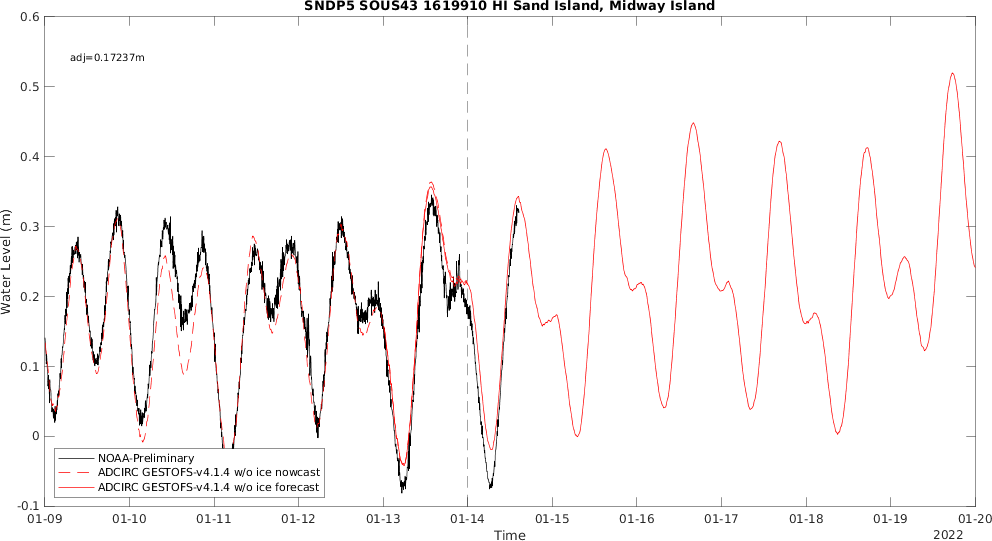 SNDP5 SOUS43 1619910 HI Sand Island, Midway Island
adj=0.17237m
0.6
0.5
0.4
0.3
0.2
0.1
0
-0.1
Water Level (m)
NOAA-Preliminary
ADCIRC GESTOFS-v4.1.4 w/o ice nowcast
ADCIRC GESTOFS-v4.1.4 w/o ice forecast
01-09 01-10 01-11 01-12 01-13 01-14 01-15 01-16 01-17 01-18 01-19 01-20
Time
2022